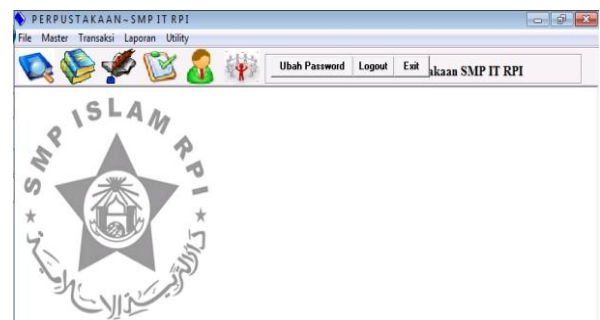 PERPUSTAKAAN-SMP IT RPI
File Master Transaksi Laporan Utility
Ubah Password Logout Exit akaan SMP IT RPI
SMP ISLAM RPI